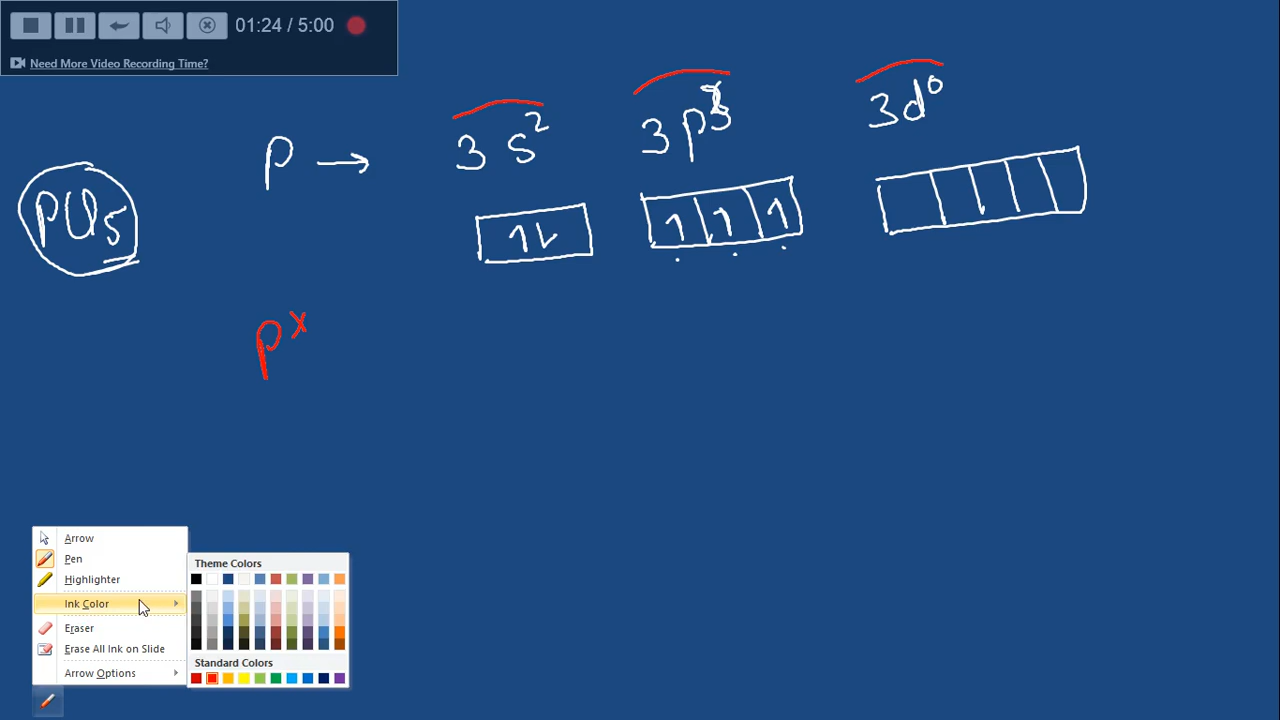 01:24 / 5:00
Need More Video Recording Time?
3s² 3p³ 3d⁰
P →
PCl₅
1↿⇂ 1 1 1
Pˣ
Arrow
Pen
Highlighter
Ink Color
Eraser
Erase All Ink on Slide
Arrow Options
Theme Colors
Standard Colors